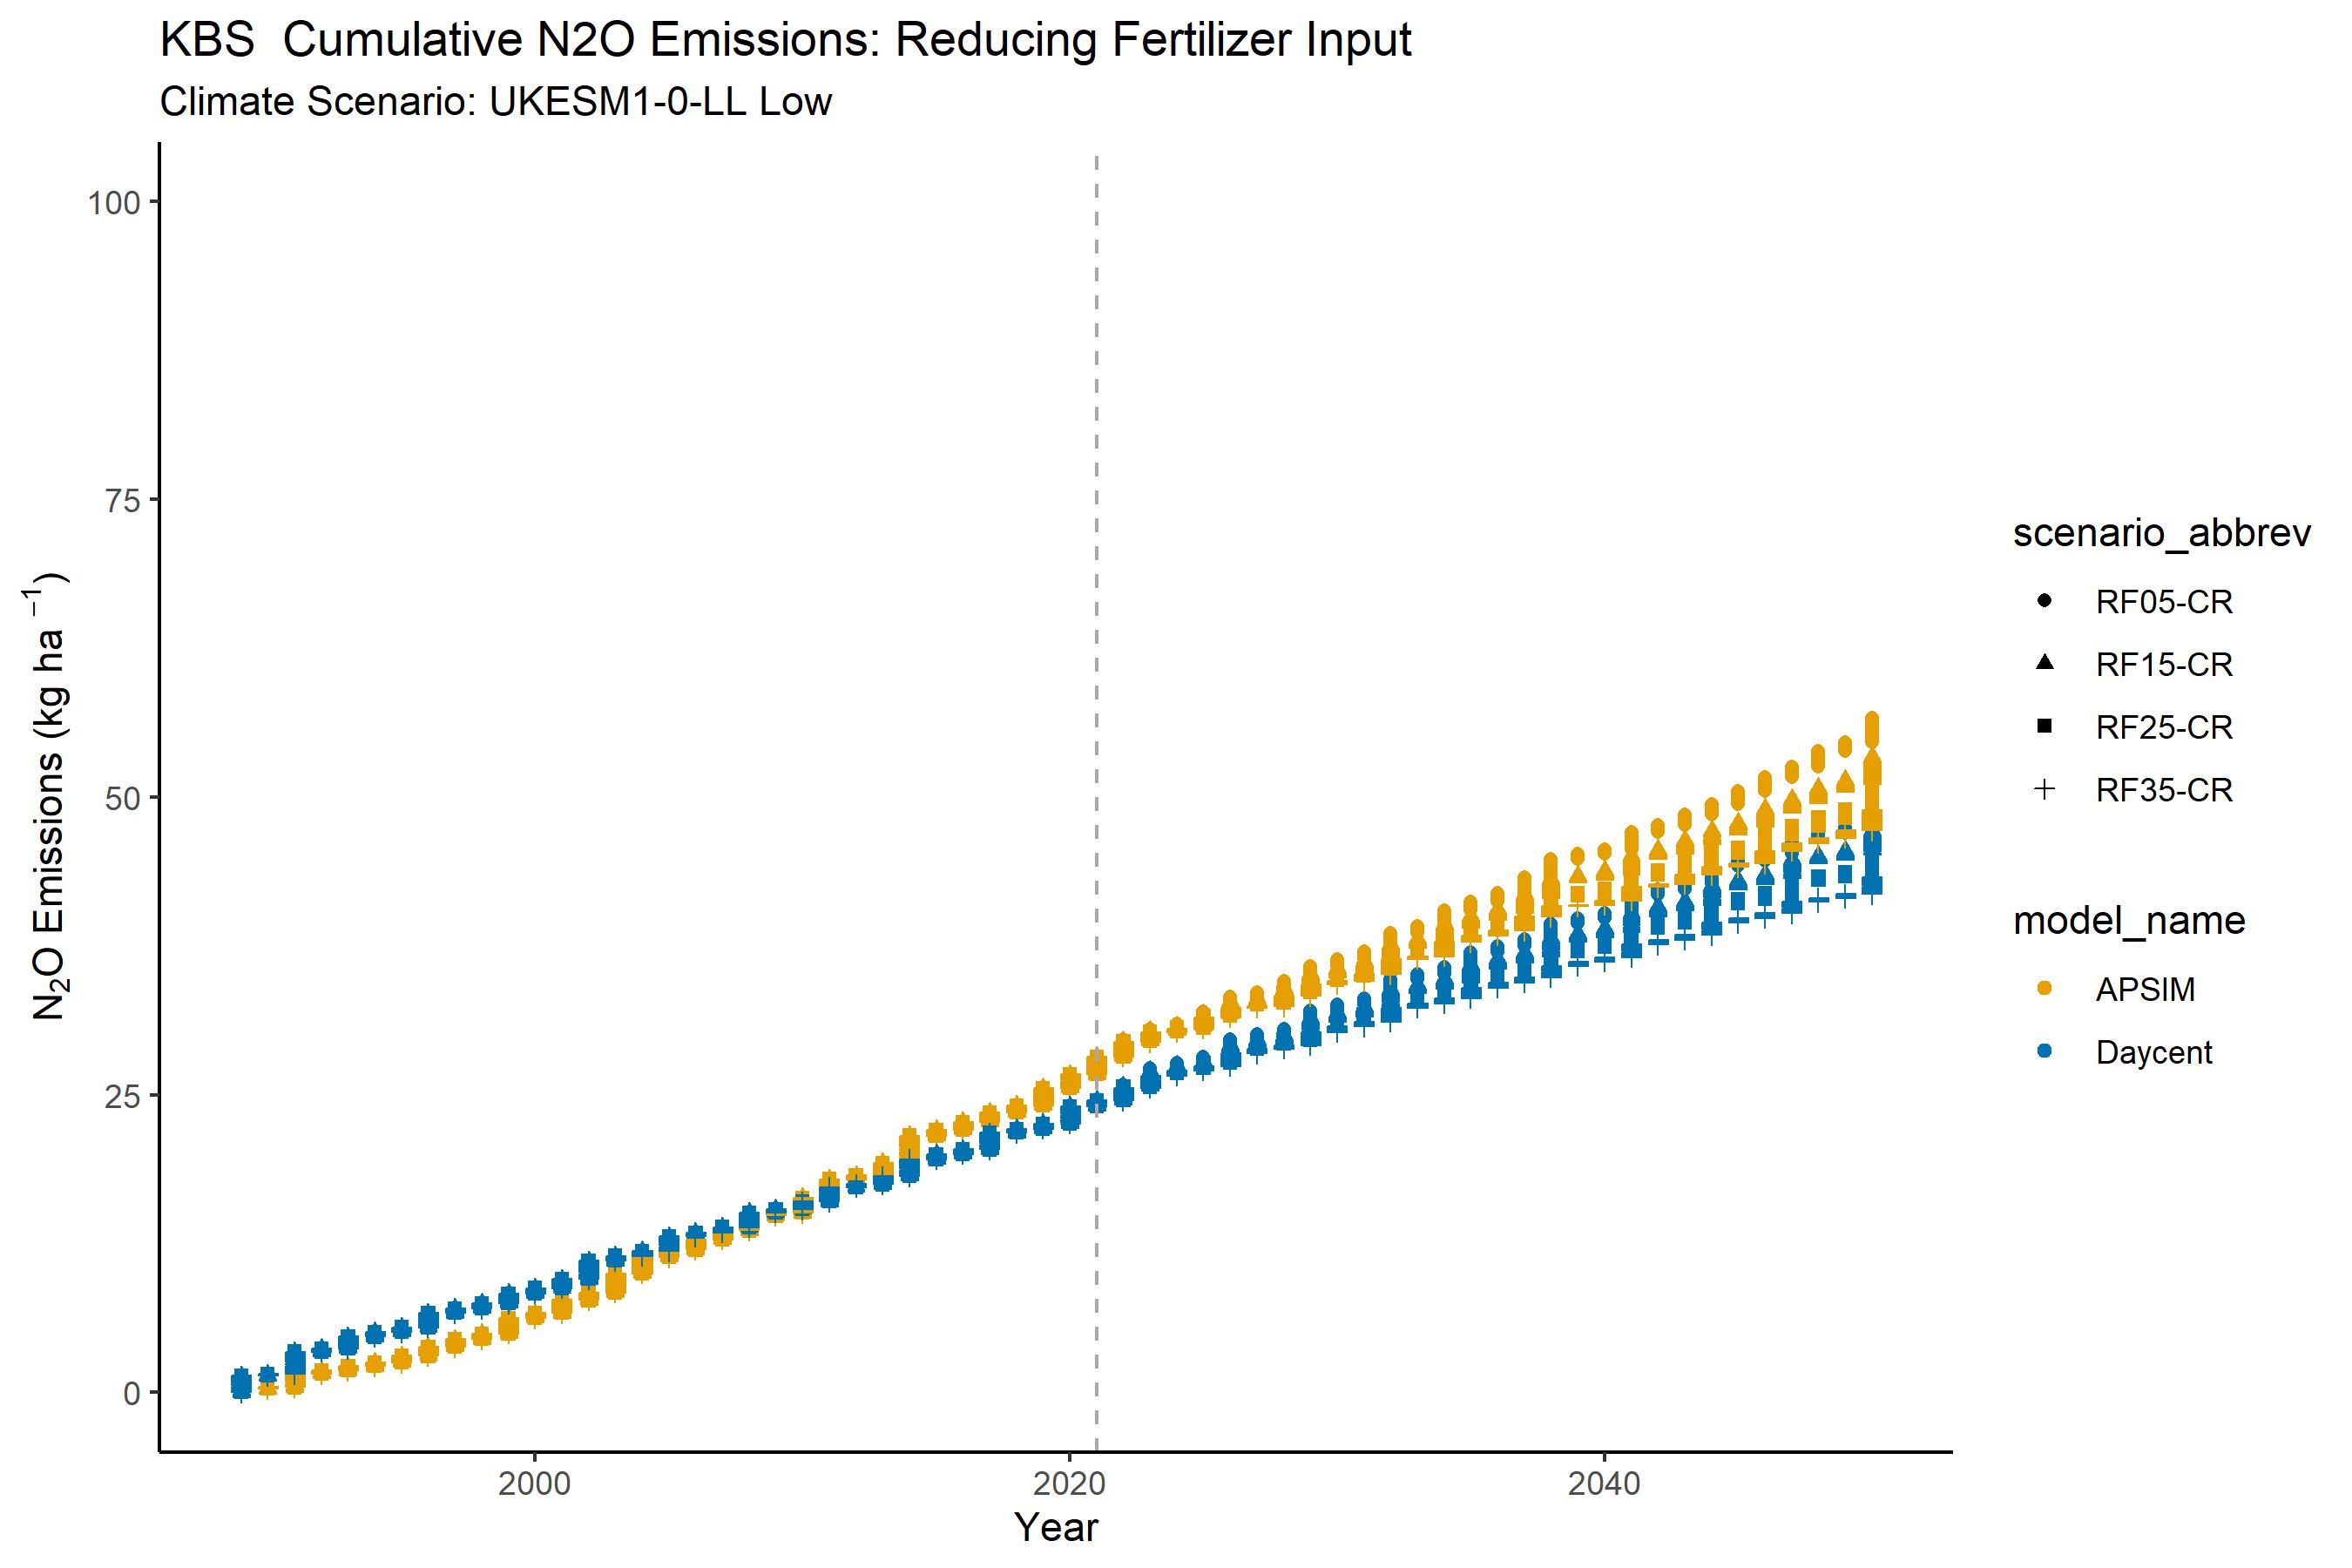 KBS  Cumulative N2O Emissions: Reducing Fertilizer Input
Climate Scenario: UKESM1-0-LL Low
N₂O Emissions (kg ha ⁻¹)
100
75
50
25
0
2000
2020
2040
Year
scenario_abbrev
RF05-CR
RF15-CR
RF25-CR
RF35-CR
model_name
APSIM
Daycent